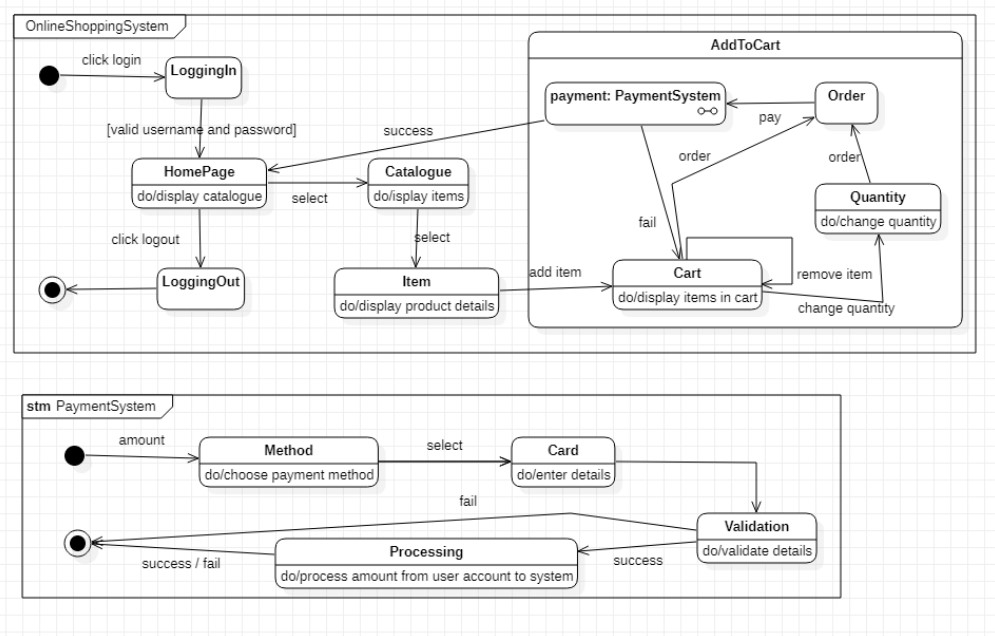 OnlineShoppingSystem
click login
LoggingIn
[valid username and password]
HomePage
do/display catalogue
select
Catalogue
do/isplay items
select
Item
do/display product details
click logout
LoggingOut
success
add item
AddToCart
payment: PaymentSystem
pay
Order
order
order
Quantity
do/change quantity
fail
Cart
do/display items in cart
remove item
change quantity
stm PaymentSystem
amount
Method
do/choose payment method
select
Card
do/enter details
fail
Validation
do/validate details
success
Processing
do/process amount from user account to system
success / fail